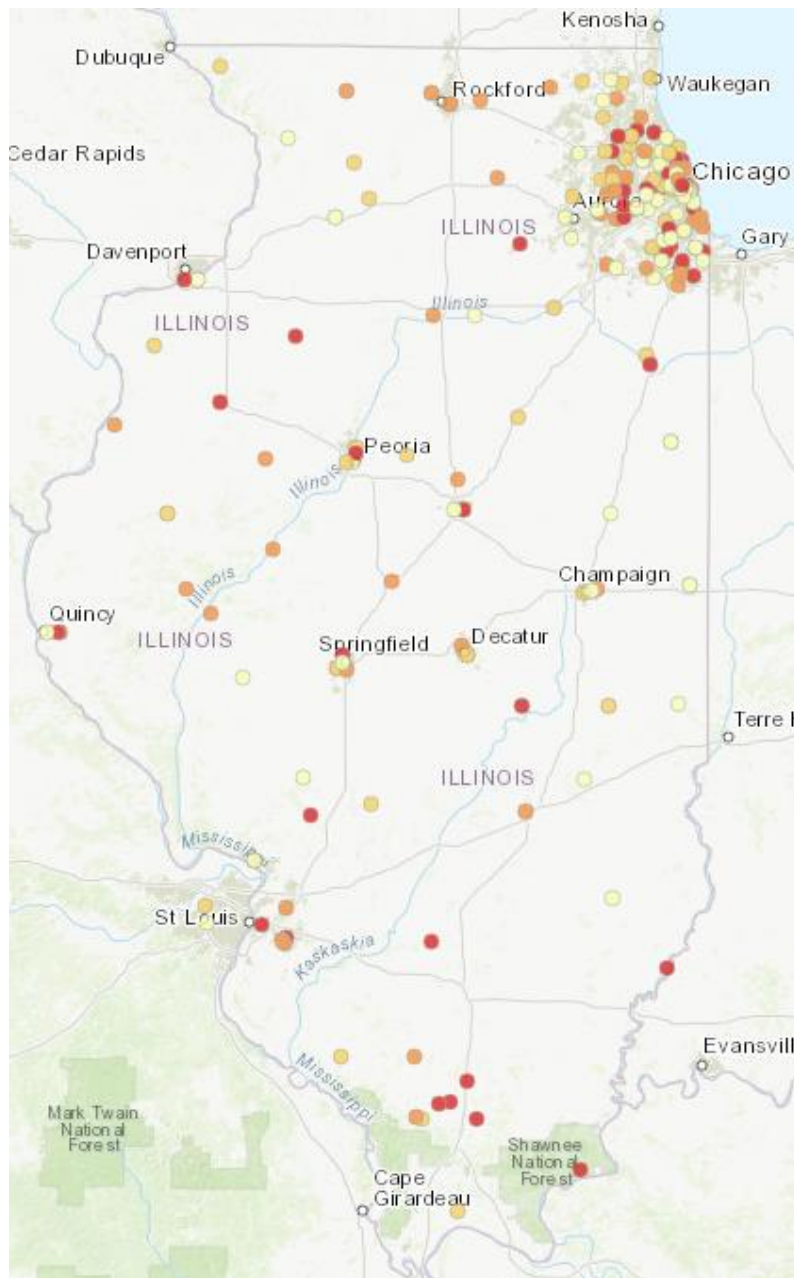 Kenosha
Dubuque
Waukegan
Rockford
Cedar Rapids
Chicago
Aurora
ILLINOIS
Davenport
Gary
Illinois
ILLINOIS
Peoria
Illinois
Champaign
Illinois
Quincy
ILLINOIS
Springfield
Decatur
Terre H
ILLINOIS
Mississippi
St Louis
Kaskaskia
Evansvill
Mississippi
Mark Twain
National
Forest
Shawnee
National
Forest
Cape
Girardeau